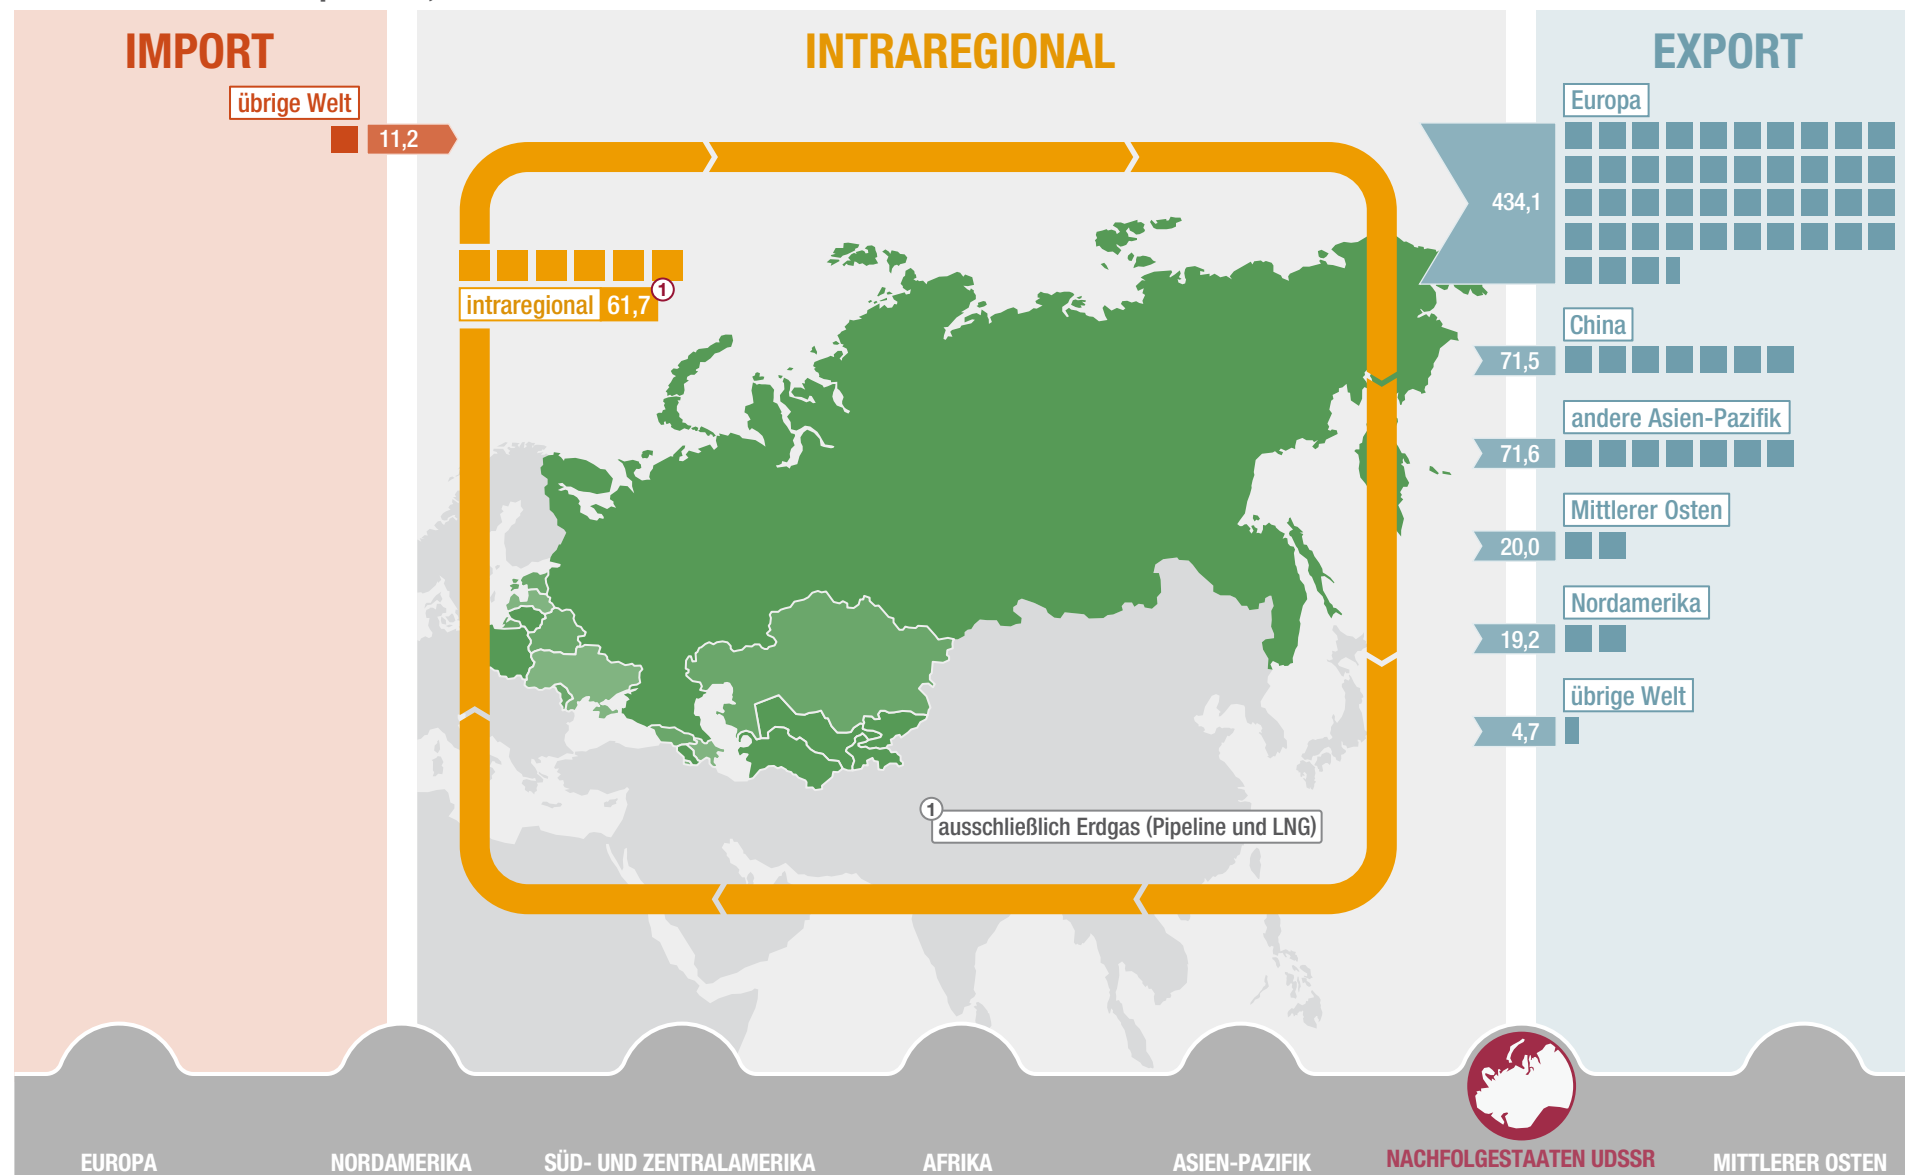 IMPORT
übrige Welt
11,2
INTRAREGIONAL
intraregional 61,7
1
1
ausschließlich Erdgas (Pipeline und LNG)
EXPORT
Europa
434,1
China
71,5
andere Asien-Pazifik
71,6
Mittlerer Osten
20,0
Nordamerika
19,2
übrige Welt
4,7
EUROPA
NORDAMERIKA
SÜD- UND ZENTRALAMERIKA
AFRIKA
ASIEN-PAZIFIK
NACHFOLGESTAATEN UDSSR
MITTLERER OSTEN